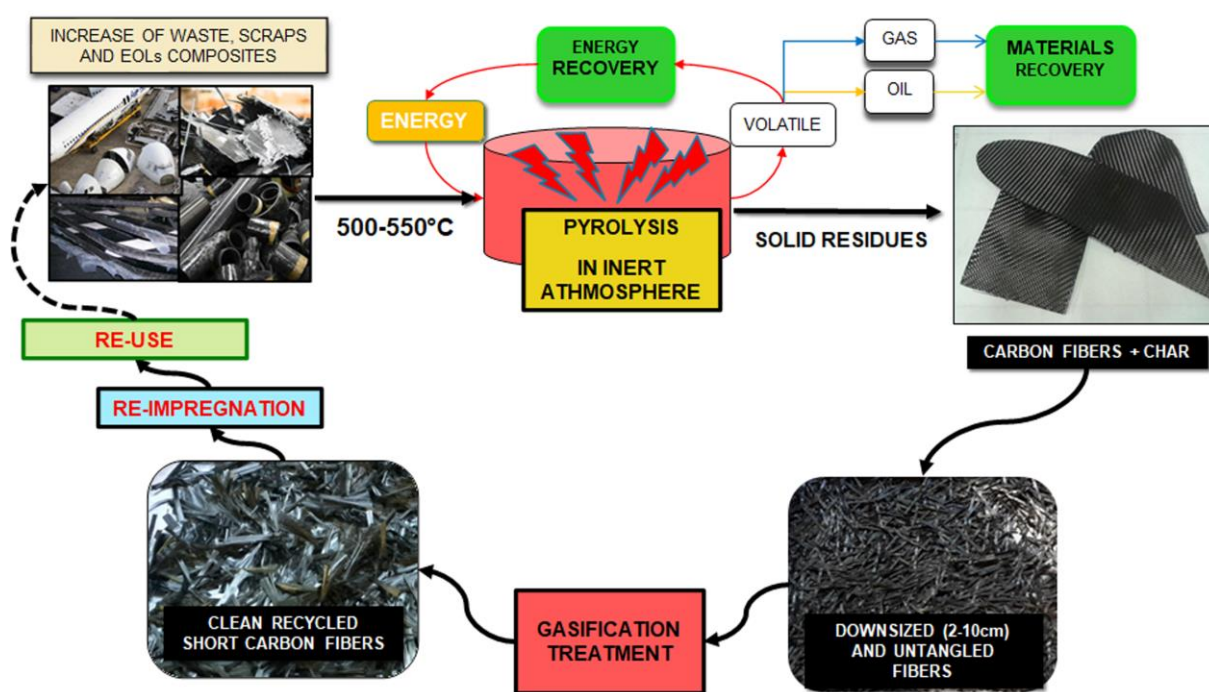 INCREASE OF WASTE, SCRAPS
AND EOLs COMPOSITES
ENERGY
RECOVERY
GAS
OIL
MATERIALS
RECOVERY
ENERGY
VOLATILE
500-550°C
PYROLYSIS
IN INERT
ATHMOSPHERE
SOLID RESIDUES
CARBON FIBERS + CHAR
DOWNSIZED (2-10cm)
AND UNTANGLED
FIBERS
GASIFICATION
TREATMENT
CLEAN RECYCLED
SHORT CARBON FIBERS
RE-IMPREGNATION
RE-USE